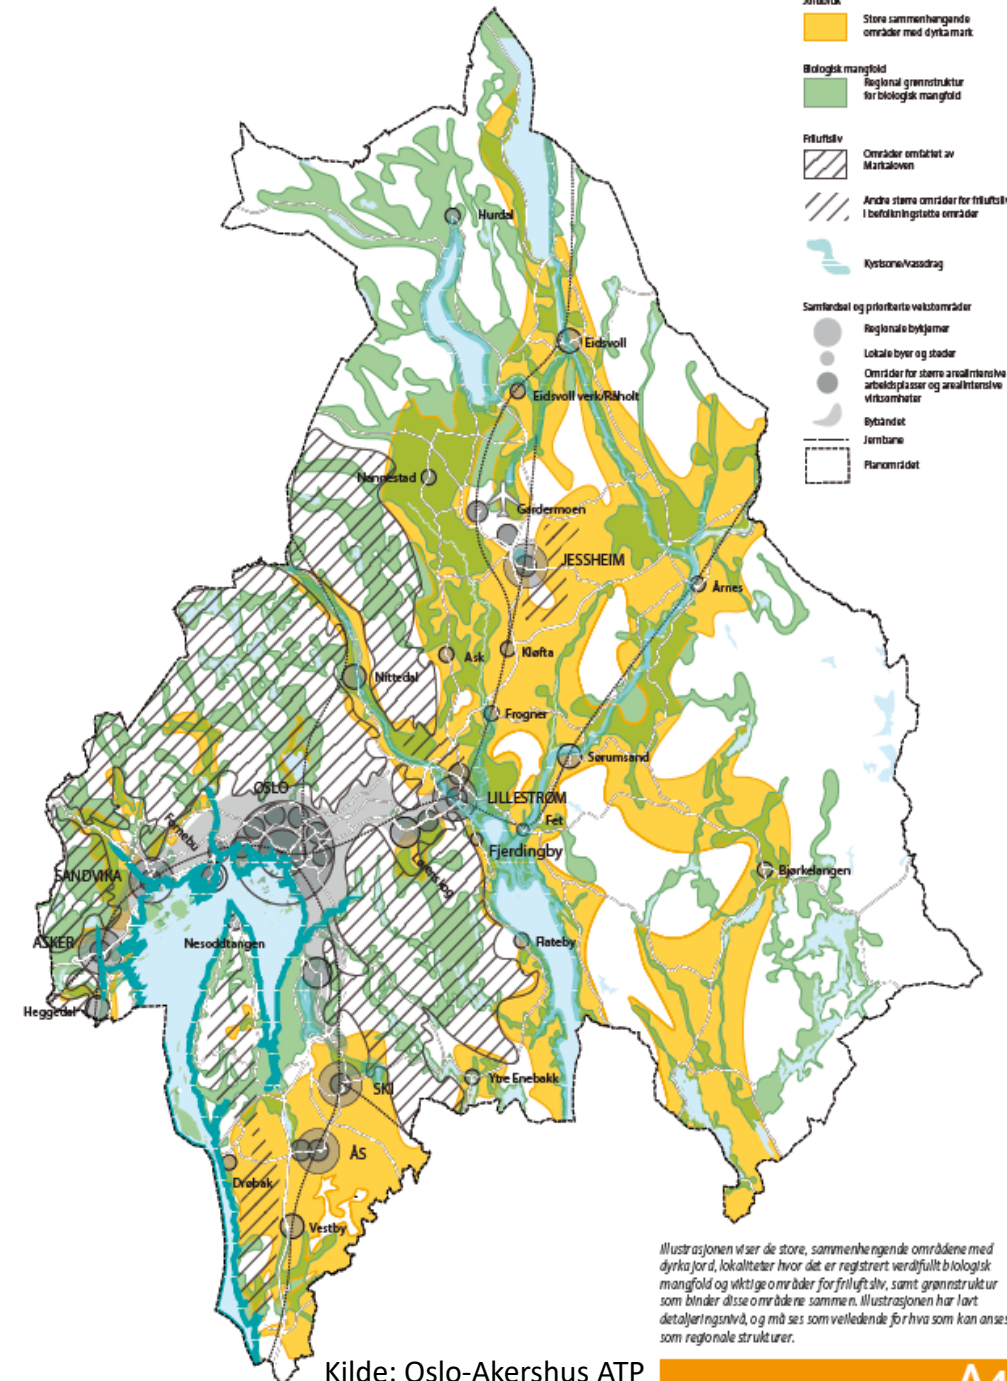 Jordbruk
Store sammenhengende
områder med dyrka mark
Biologisk mangfold
Regional grønnstruktur
for biologisk mangfold
Friluftsliv
Områder omfattet av
Markaloven
Andre større områder for friluftsliv
i befolkningstette områder
Kystsone/vassdrag
Samferdsel og prioriterte vekstområder
Regionale bykjerner
Lokale byer og steder
Områder for større arealintensive
arbeidsplasser og arealintensive
virksomheter
Bybåndet
Jernbane
Planområdet
Hurdal
Eidsvoll
Eidsvoll verk/Råholt
Nannestad
Gardermoen
JESSHEIM
Årnes
Ask
Kløfta
Nittedal
Frogner
Sørumsand
OSLO
LILLESTRØM
Fet
Fornebu
Fjerdingby
Lørenskog
SANDVIKA
Bjørkelangen
ASKER
Nesoddtangen
Flateby
Heggedal
SKI
Ytre Enebakk
ÅS
Drøbak
Vestby
Illustrasjonen viser de store, sammenhengende områdene med
dyrka jord, lokaliteter hvor det er registrert verdifullt biologisk
mangfold og viktige områder for friluftsliv, samt grønnstruktur
som binder disse områdene sammen. Illustrasjonen har lavt
detaljeringsnivå, og må ses som veiledende for hva som kan anses
som regionale strukturer.
Kilde: Oslo-Akershus ATP